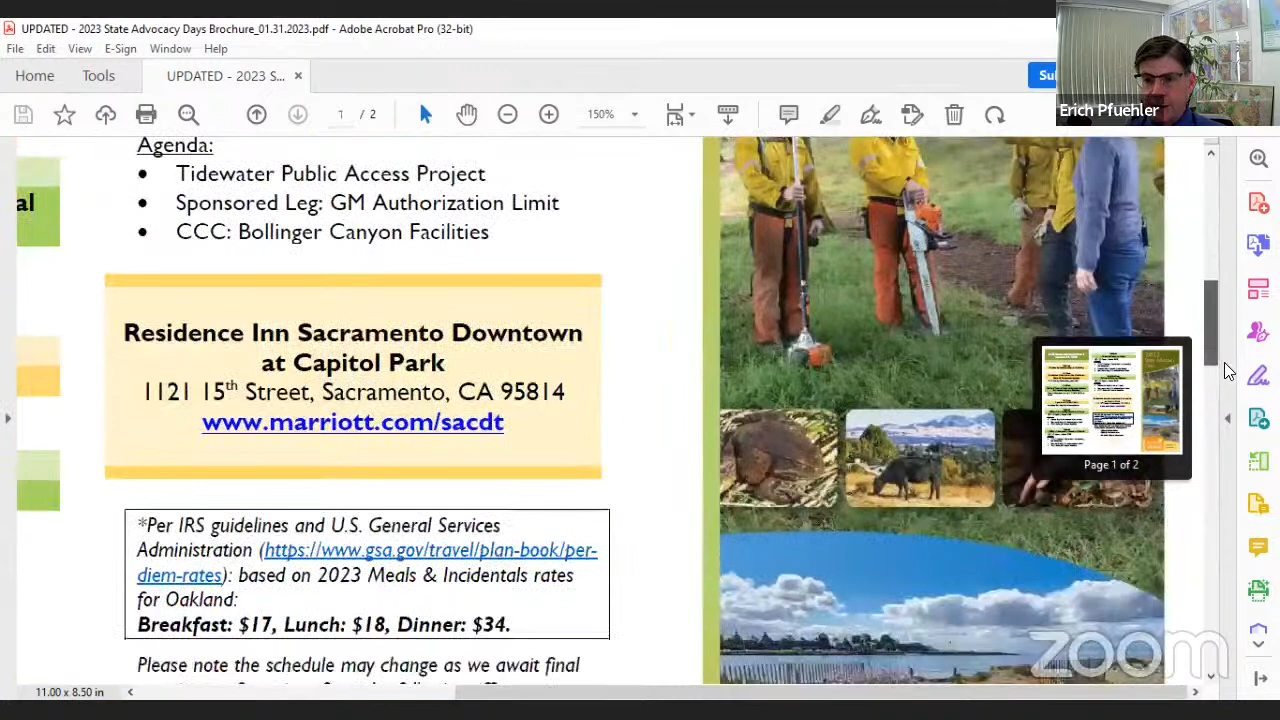 UPDATED - 2023 State Advocacy Days Brochure_01.31.2023.pdf - Adobe Acrobat Pro (32-bit)
File Edit View E-Sign Window Help
Home Tools UPDATED - 2023 S... ×
1 / 2 150%
Erich Pfuehler
Agenda:
• Tidewater Public Access Project
• Sponsored Leg: GM Authorization Limit
• CCC: Bollinger Canyon Facilities
al
Residence Inn Sacramento Downtown
at Capitol Park
1121 15th Street, Sacramento, CA 95814
www.marriott.com/sacdt
*Per IRS guidelines and U.S. General Services
Administration (https://www.gsa.gov/travel/plan-book/per-
diem-rates): based on 2023 Meals & Incidentals rates
for Oakland:
Breakfast: $17, Lunch: $18, Dinner: $34.
Please note the schedule may change as we await final
Page 1 of 2
zoom
11.00 x 8.50 in